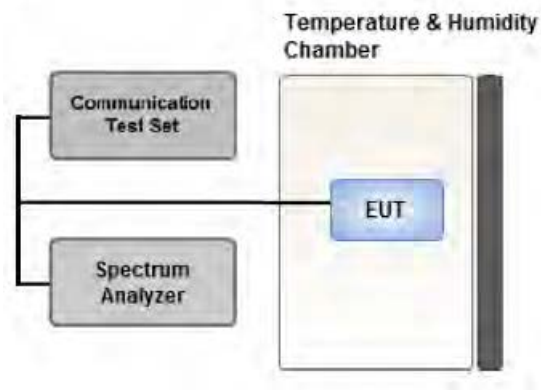 Temperature & Humidity
Chamber
Communication
Test Set
EUT
Spectrum
Analyzer